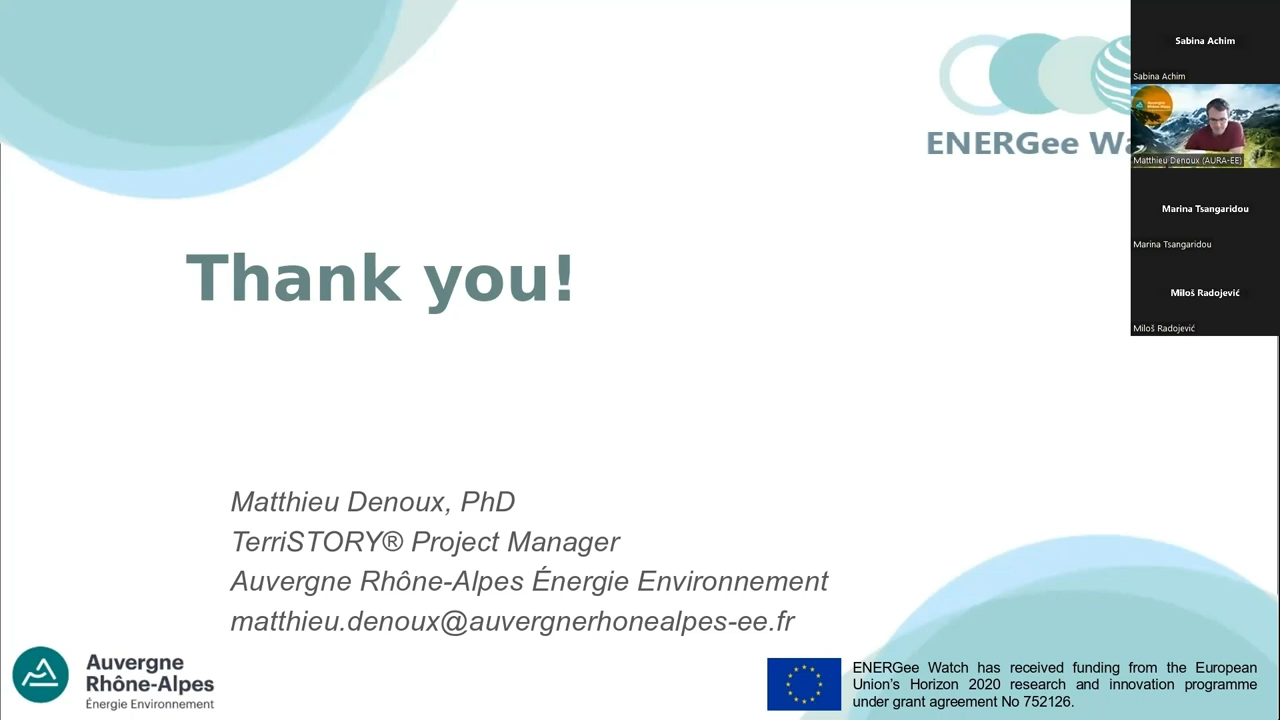 ENERGee Wa
Thank you!
Matthieu Denoux, PhD
TerriSTORY® Project Manager
Auvergne Rhône-Alpes Énergie Environnement
matthieu.denoux@auvergnerhonealpes-ee.fr
Auvergne
Rhône-Alpes
Énergie Environnement
ENERGee Watch has received funding from the European
Union’s Horizon 2020 research and innovation programme
under grant agreement No 752126.
Sabina Achim
Sabina Achim
Auvergne
Rhône-Alpes
Matthieu Denoux (AURA-EE)
Marina Tsangaridou
Marina Tsangaridou
Miloš Radojević
Miloš Radojević